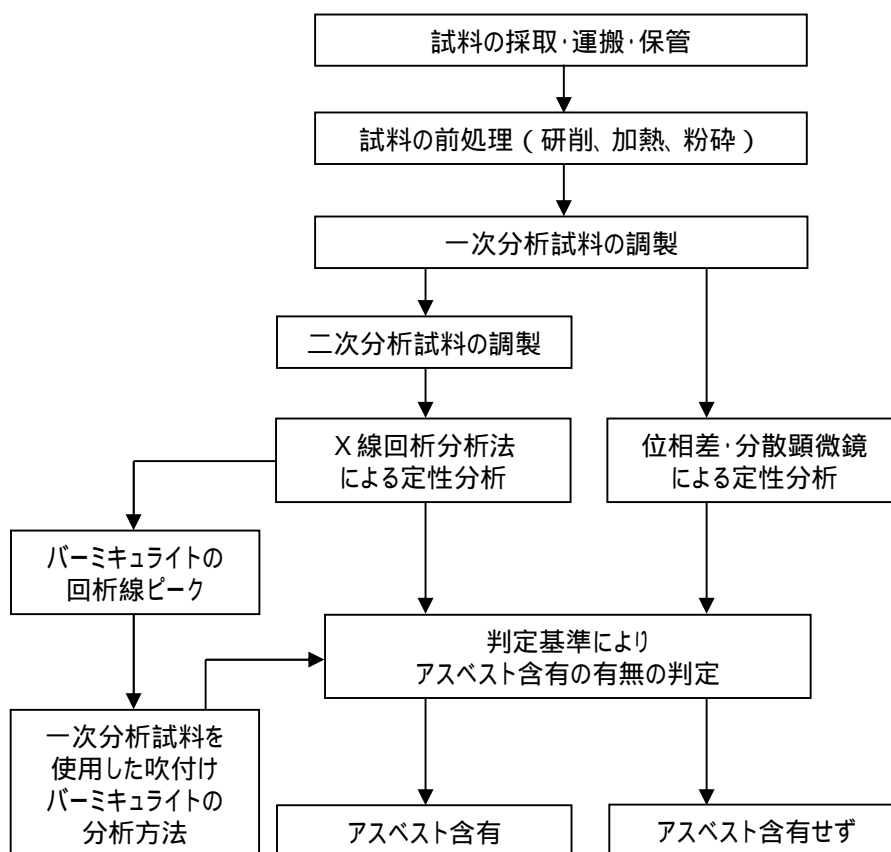 試料の採取･運搬･保管
試料の前処理（研削、加熱、粉砕）
一次分析試料の調製
二次分析試料の調製
Ｘ線回析分析法
による定性分析
位相差･分散顕微鏡
による定性分析
バーミキュライトの
回析線ピーク
判定基準により
アスベスト含有の有無の判定
一次分析試料を
使用した吹付け
バーミキュライトの
分析方法
アスベスト含有
アスベスト含有せず